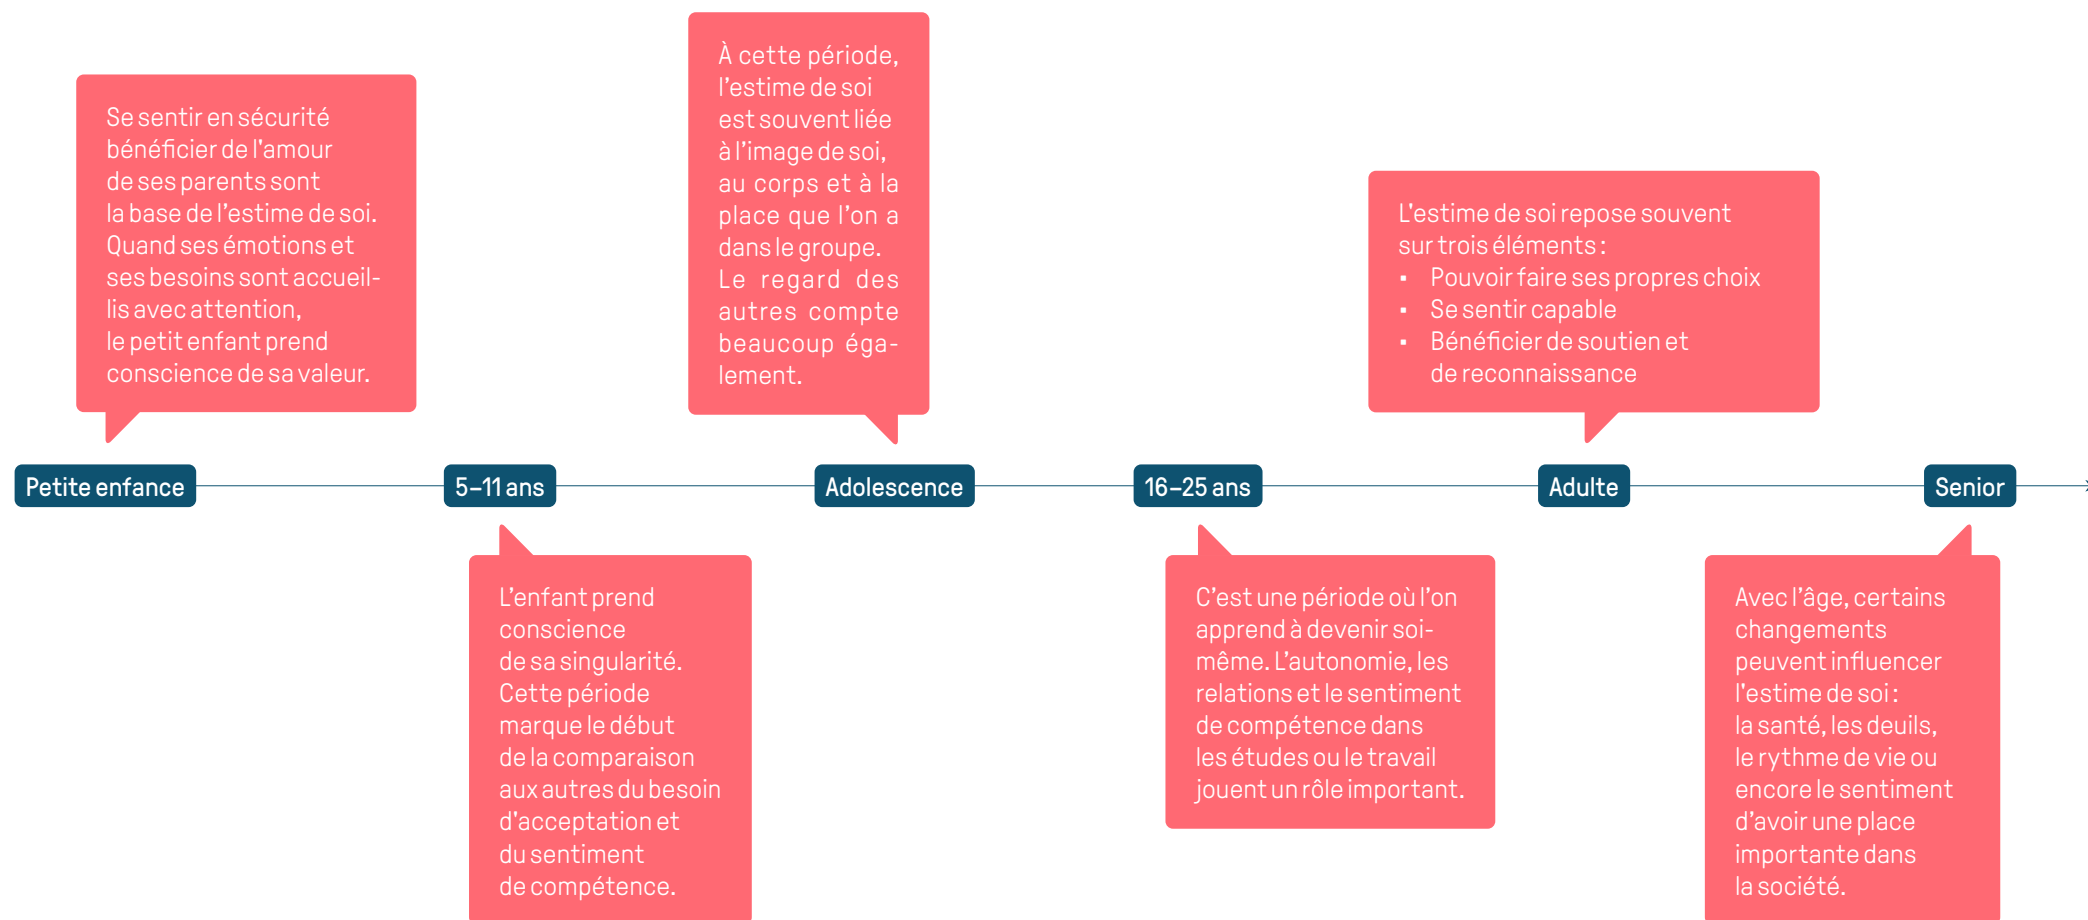 Se sentir en sécurité
bénéficier de l'amour
de ses parents sont
la base de l'estime de soi.
Quand ses émotions et
ses besoins sont accueil-
lis avec attention,
le petit enfant prend
conscience de sa valeur.
À cette période,
l'estime de soi
est souvent liée
à l'image de soi,
au corps et à la
place que l'on a
dans le groupe.
Le regard des
autres compte
beaucoup éga-
lement.
L'estime de soi repose souvent
sur trois éléments :
▪ Pouvoir faire ses propres choix
▪ Se sentir capable
▪ Bénéficier de soutien et
de reconnaissance
Petite enfance
5–11 ans
Adolescence
16–25 ans
Adulte
Senior
L'enfant prend
conscience
de sa singularité.
Cette période
marque le début
de la comparaison
aux autres du besoin
d'acceptation et
du sentiment
de compétence.
C'est une période où l'on
apprend à devenir soi-
même. L'autonomie, les
relations et le sentiment
de compétence dans
les études ou le travail
jouent un rôle important.
Avec l'âge, certains
changements
peuvent influencer
l'estime de soi :
la santé, les deuils,
le rythme de vie ou
encore le sentiment
d'avoir une place
importante dans
la société.